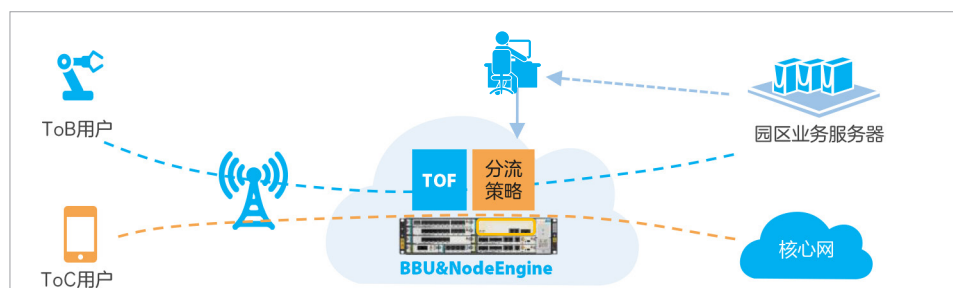 ToB用户
园区业务服务器
TOF
分流
策略
BBU&NodeEngine
核心网
ToC用户